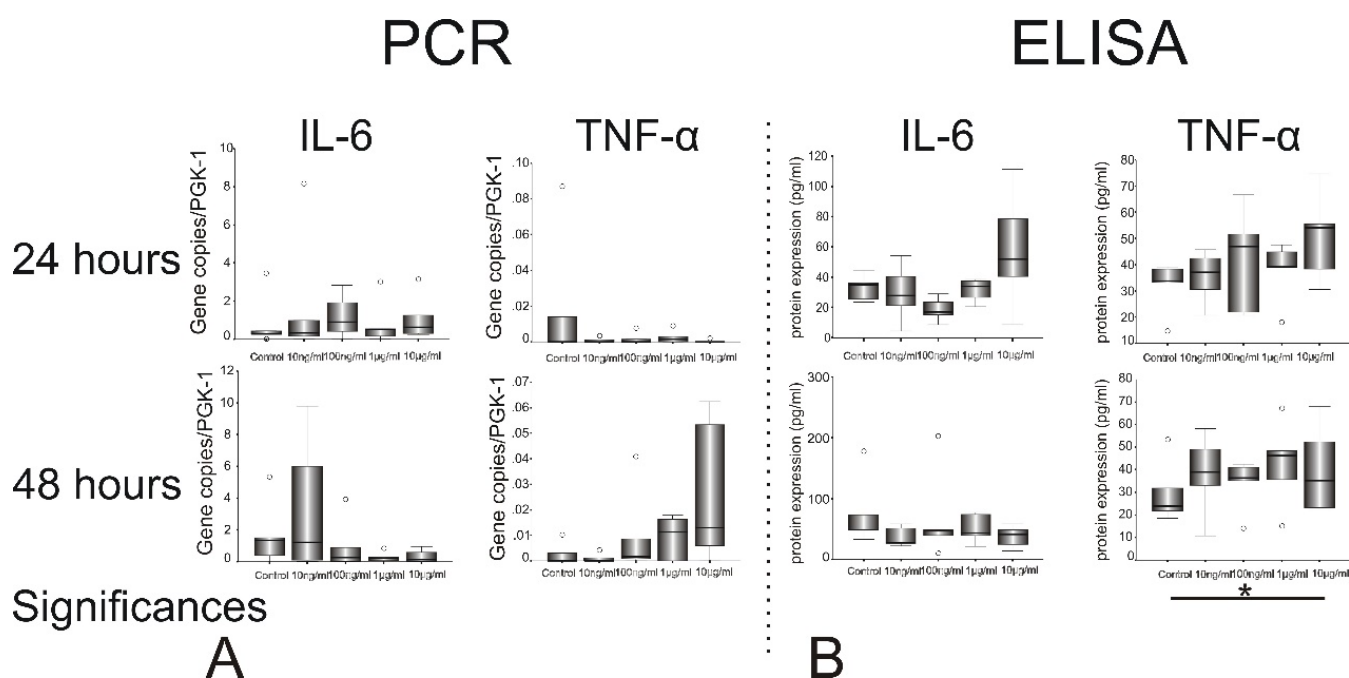 PCR
ELISA
IL-6
TNF-α
IL-6
TNF-α
24 hours
Gene copies/PGK-1
10
8
6
4
2
0
Control 10ng/ml 100ng/ml 1µg/ml 10µg/ml
Gene copies/PGK-1
.10
0.08
0.06
0.04
0.02
.0
Control 10ng/ml 100ng/ml 1µg/ml 10µg/ml
protein expression (pg/ml)
120
100
80
60
40
20
0
Control 10ng/ml 100ng/ml 1µg/ml 10µg/ml
protein expression (pg/ml)
80
70
60
50
40
30
20
10
Control 10ng/ml 100ng/ml 1µg/ml 10µg/ml
48 hours
Gene copies/PGK-1
12
10
8
6
4
2
0
Control 10ng/ml 100ng/ml 1µg/ml 10µg/ml
Gene copies/PGK-1
.07
.06
.05
.04
.03
.02
.01
.0
Control 10ng/ml 100ng/ml 1µg/ml 10µg/ml
protein expression (pg/ml)
300
200
100
0
Control 10ng/ml 100ng/ml 1µg/ml 10µg/ml
protein expression (pg/ml)
80
70
60
50
40
30
20
10
0
Control 10ng/ml 100ng/ml 1µg/ml 10µg/ml
*
Significances
A
B